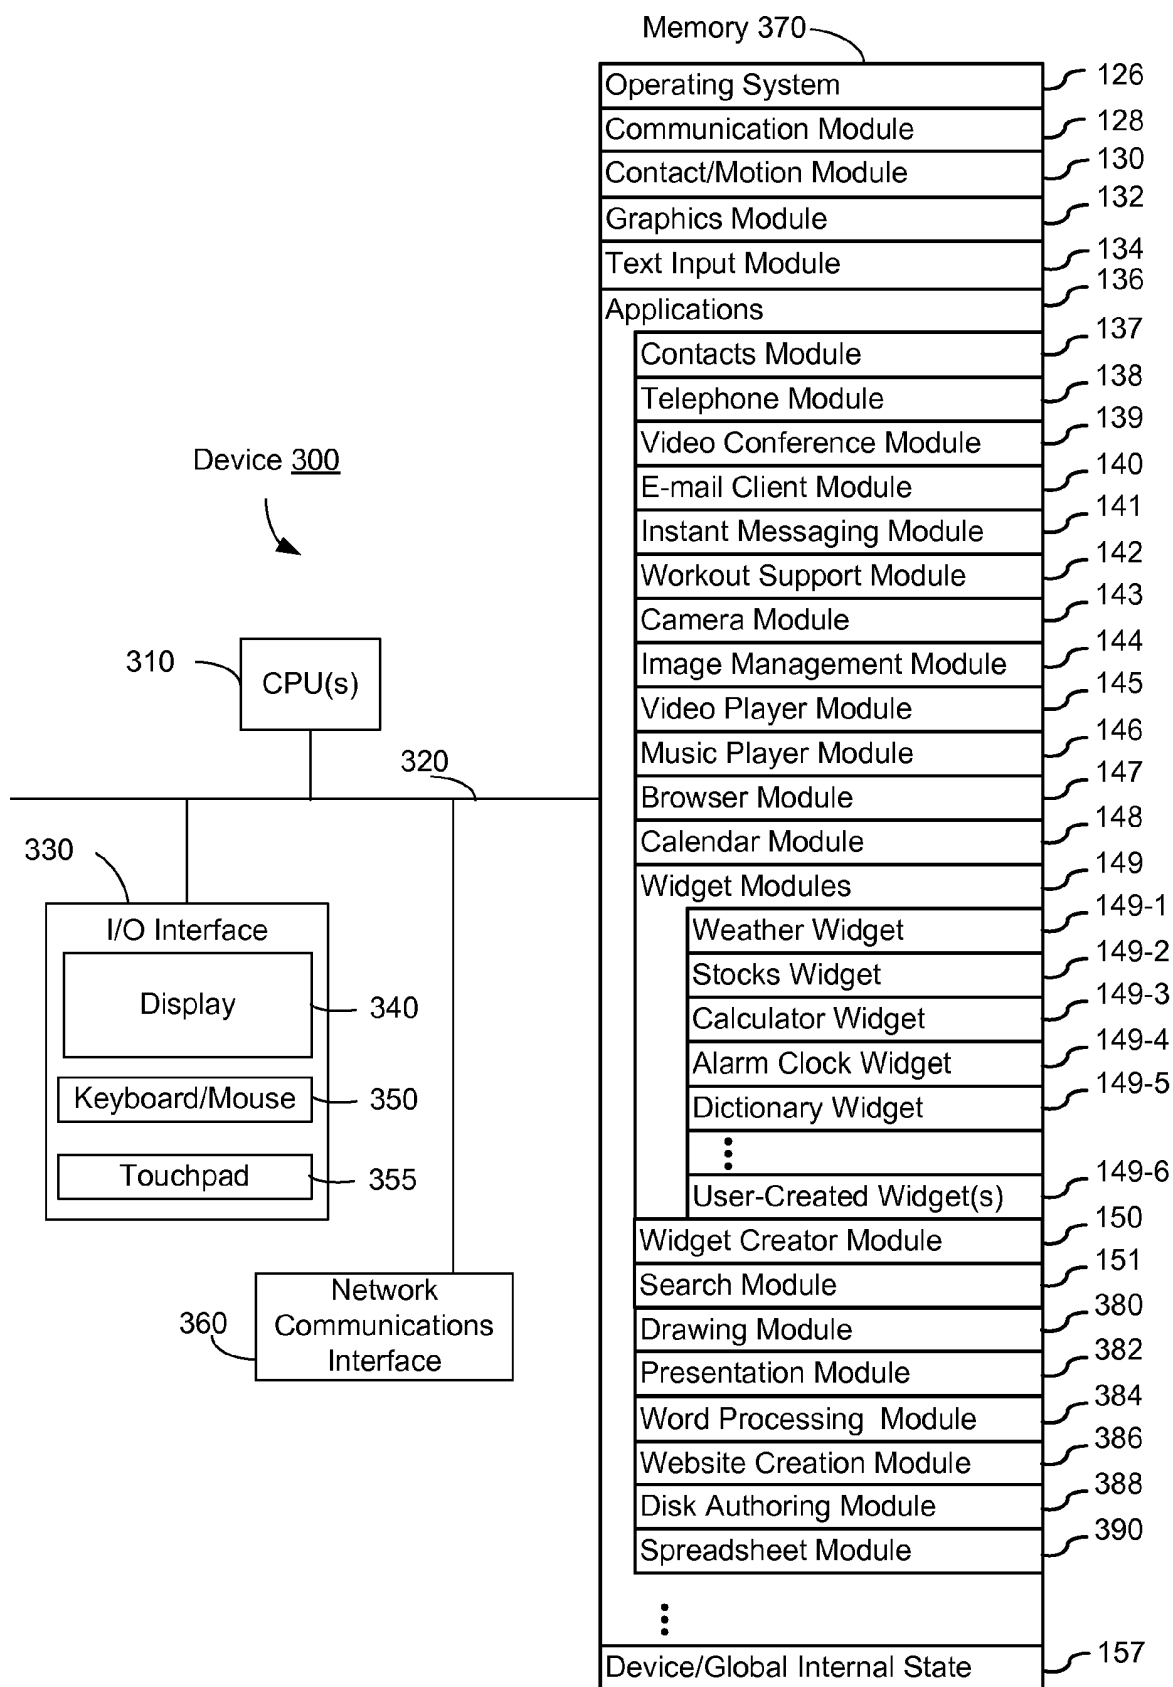 Memory 370
Operating System 126
Communication Module 128
Contact/Motion Module 130
Graphics Module 132
Text Input Module 134
Applications 136
Contacts Module 137
Telephone Module 138
Video Conference Module 139
E-mail Client Module 140
Instant Messaging Module 141
Workout Support Module 142
Camera Module 143
Image Management Module 144
Video Player Module 145
Music Player Module 146
Browser Module 147
Calendar Module 148
Widget Modules 149
Weather Widget 149-1
Stocks Widget 149-2
Calculator Widget 149-3
Alarm Clock Widget 149-4
Dictionary Widget 149-5
User-Created Widget(s) 149-6
Widget Creator Module 150
Search Module 151
Drawing Module 380
Presentation Module 382
Word Processing Module 384
Website Creation Module 386
Disk Authoring Module 388
Spreadsheet Module 390
Device/Global Internal State 157
Device 300
310
CPU(s)
320
330
I/O Interface
Display 340
Keyboard/Mouse 350
Touchpad 355
360
Network
Communications
Interface